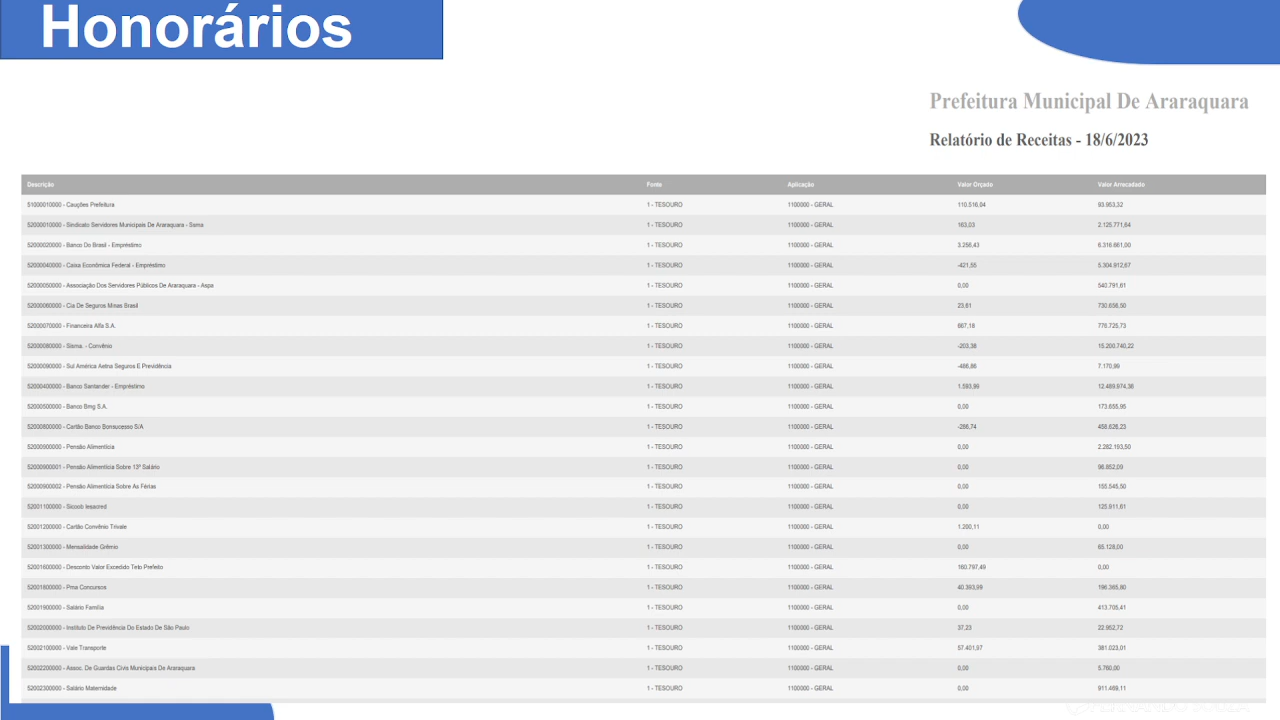 Honorários
Prefeitura Municipal De Araraquara
Relatório de Receitas - 18/6/2023
Descrição Fonte Aplicação Valor Orçado Valor Arrecadado
51000010000 - Cauções Prefeitura 1 - TESOURO 1100000 - GERAL 110.516,04 93.953,32
52000010000 - Sindicato Servidores Municipais De Araraquara - Ssma 1 - TESOURO 1100000 - GERAL 163,03 2.125.771,64
52000020000 - Banco Do Brasil - Empréstimo 1 - TESOURO 1100000 - GERAL 3.256,43 6.316.661,00
52000040000 - Caixa Econômica Federal - Empréstimo 1 - TESOURO 1100000 - GERAL -421,55 5.304.912,67
52000050000 - Associação Dos Servidores Públicos De Araraquara - Aspa 1 - TESOURO 1100000 - GERAL 0,00 540.791,61
52000060000 - Cia De Seguros Minas Brasil 1 - TESOURO 1100000 - GERAL 23,61 730.656,50
52000070000 - Financeira Alfa S.A. 1 - TESOURO 1100000 - GERAL 667,18 776.725,73
52000080000 - Sisma. - Convênio 1 - TESOURO 1100000 - GERAL -203,38 15.200.740,22
52000090000 - Sul América Aetna Seguros E Previdência 1 - TESOURO 1100000 - GERAL -486,86 7.170,99
52000400000 - Banco Santander - Empréstimo 1 - TESOURO 1100000 - GERAL 1.593,99 12.469.974,36
52000500000 - Banco Bmg S.A. 1 - TESOURO 1100000 - GERAL 0,00 173.655,95
52000800000 - Cartão Banco Bonsucesso S/A 1 - TESOURO 1100000 - GERAL -286,74 458.626,23
52000900000 - Pensão Alimentícia 1 - TESOURO 1100000 - GERAL 0,00 2.282.193,50
52000900001 - Pensão Alimentícia Sobre 13º Salário 1 - TESOURO 1100000 - GERAL 0,00 96.852,09
52000900002 - Pensão Alimentícia Sobre As Férias 1 - TESOURO 1100000 - GERAL 0,00 155.545,50
52001100000 - Sicoob Iesacred 1 - TESOURO 1100000 - GERAL 0,00 125.911,61
52001200000 - Cartão Convênio Trivale 1 - TESOURO 1100000 - GERAL 1.200,11 0,00
52001300000 - Mensalidade Grêmio 1 - TESOURO 1100000 - GERAL 0,00 65.128,00
52001600000 - Desconto Valor Excedido Teto Prefeito 1 - TESOURO 1100000 - GERAL 160.797,49 0,00
52001800000 - Pma Concursos 1 - TESOURO 1100000 - GERAL 40.393,99 196.365,80
52001900000 - Salário Família 1 - TESOURO 1100000 - GERAL 0,00 413.705,41
52002000000 - Instituto De Previdência Do Estado De São Paulo 1 - TESOURO 1100000 - GERAL 37,23 22.952,72
52002100000 - Vale Transporte 1 - TESOURO 1100000 - GERAL 57.401,97 381.023,01
52002200000 - Assoc. De Guardas Civis Municipais De Araraquara 1 - TESOURO 1100000 - GERAL 0,00 5.760,00
52002300000 - Salário Maternidade 1 - TESOURO 1100000 - GERAL 0,00 911.469,11